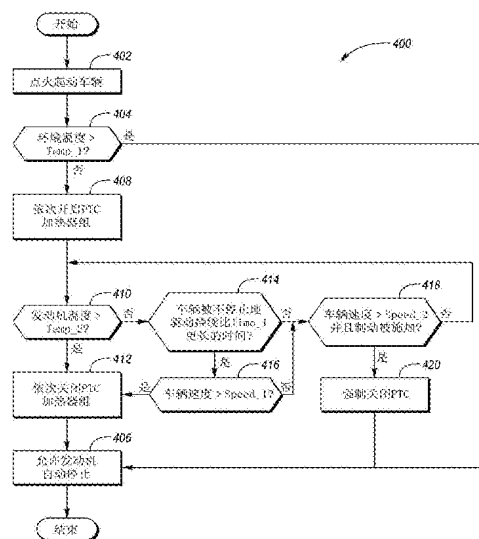 开始
400
402
点火起动车辆
404
环境温度 >
Temp_1?
是
否
408
依次开启PTC
加热器组
410
发动机温度 >
Temp_2?
否
是
414
车辆被不停止地
驱动持续比Time_1
更长的时间?
否
是
418
车辆速度 > Speed_2
并且制动被施加?
否
是
412
依次关闭PTC
加热器组
416
是
车辆速度 > Speed_1?
否
420
强制关闭PTC
406
允许发动机
自动停止
结束